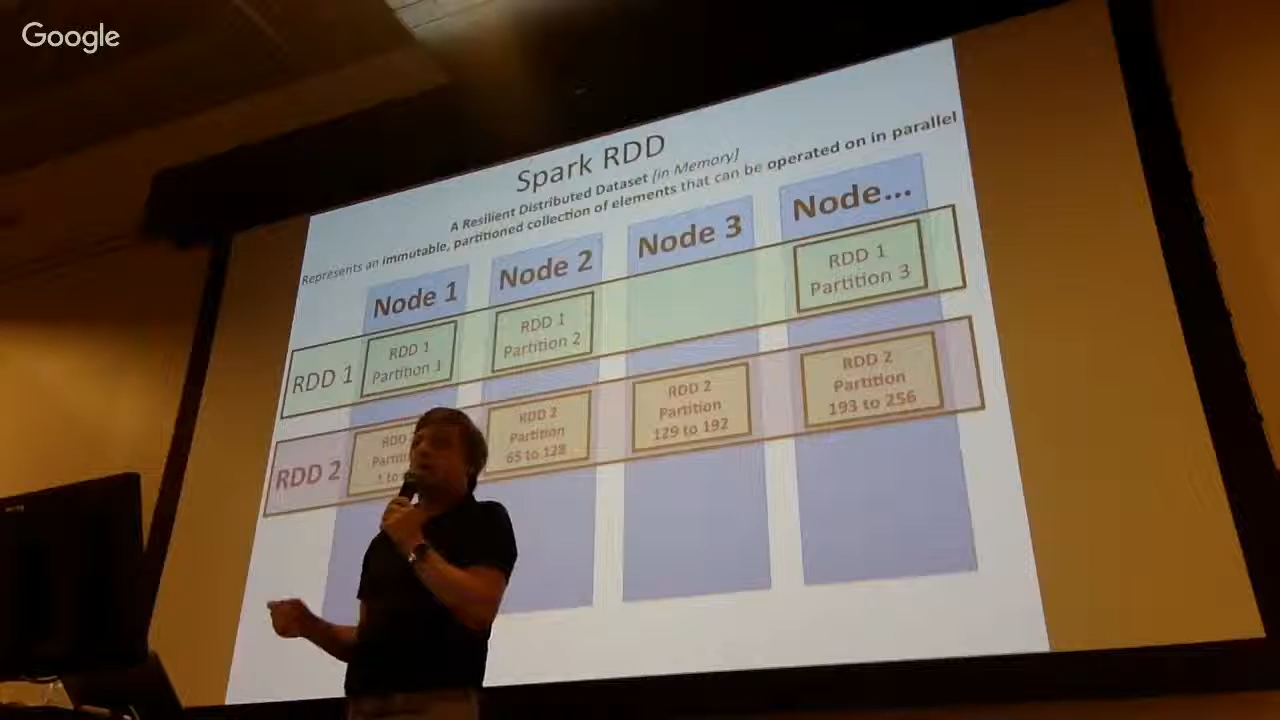 Google
Spark RDD
A Resilient Distributed Dataset [in Memory]
Represents an immutable, partitioned collection of elements that can be operated on in parallel
Node 1
Node 2
Node 3
Node...
RDD 1
RDD 1
Partition 1
RDD 1
Partition 2
RDD 1
Partition 3
RDD 2
RDD 2
Partition
65 to 128
RDD 2
Partition
129 to 192
RDD 2
Partition
193 to 256